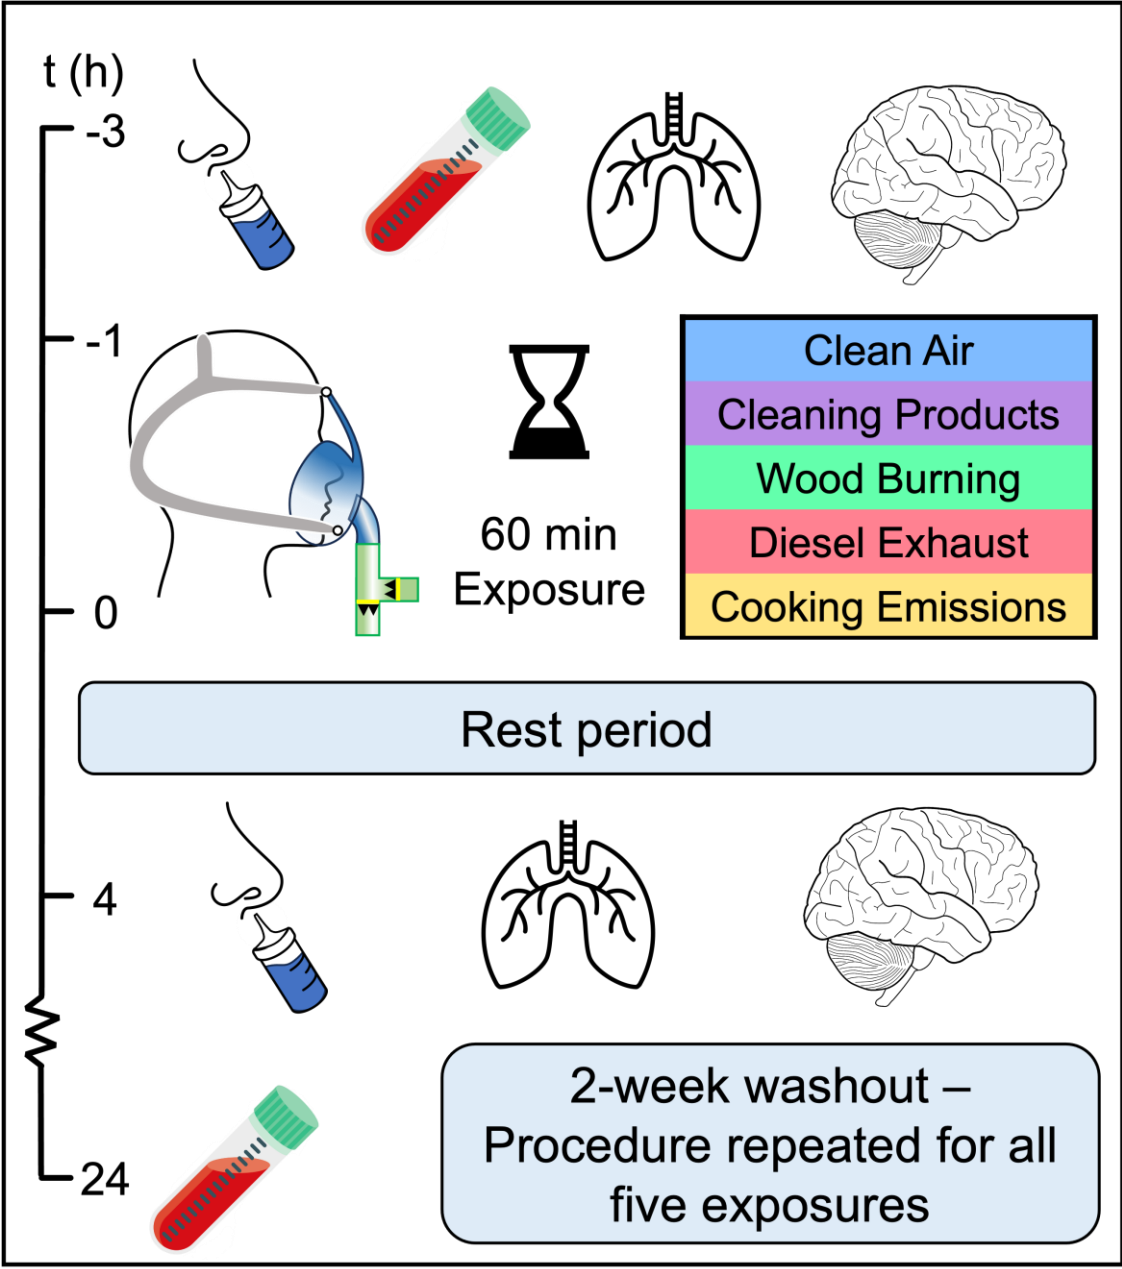 t (h)
-3
-1
Clean Air
Cleaning Products
Wood Burning
Diesel Exhaust
Cooking Emissions
60 min
Exposure
0
Rest period
4
2-week washout –
Procedure repeated for all
five exposures
24